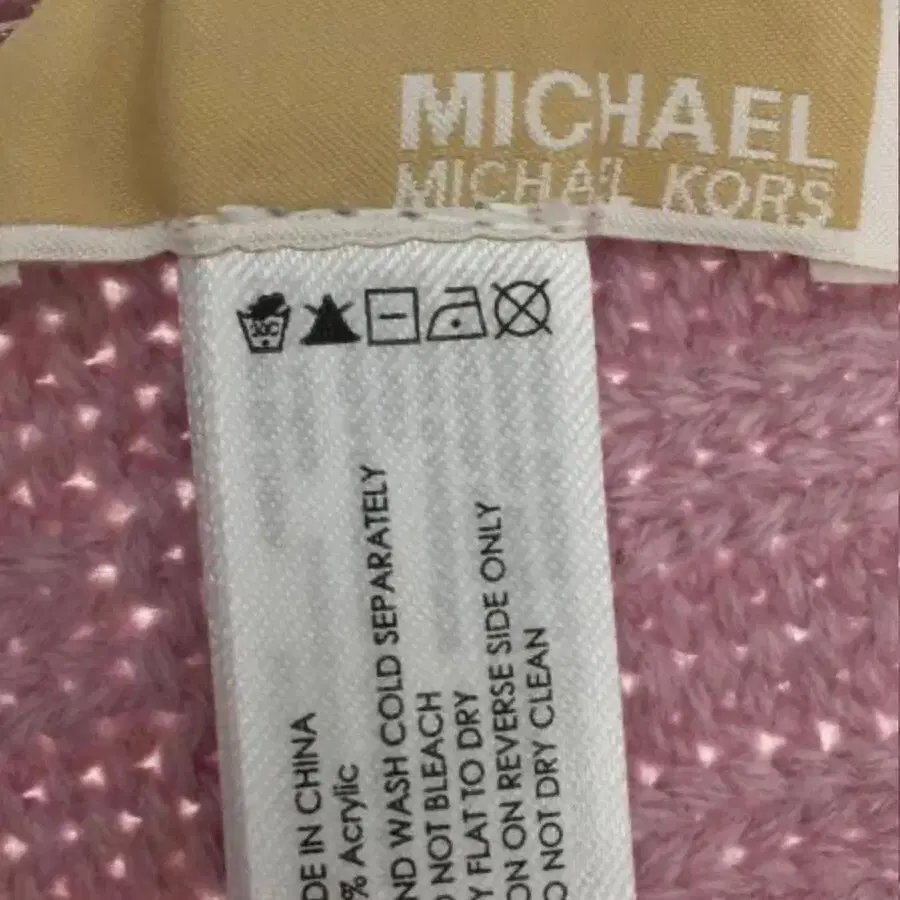 MICHAEL
MICHAEL KORS
30C
DE IN CHINA
% Acrylic
ND WASH COLD SEPARATELY
O NOT BLEACH
Y FLAT TO DRY
ON ON REVERSE SIDE ONLY
O NOT DRY CLEAN